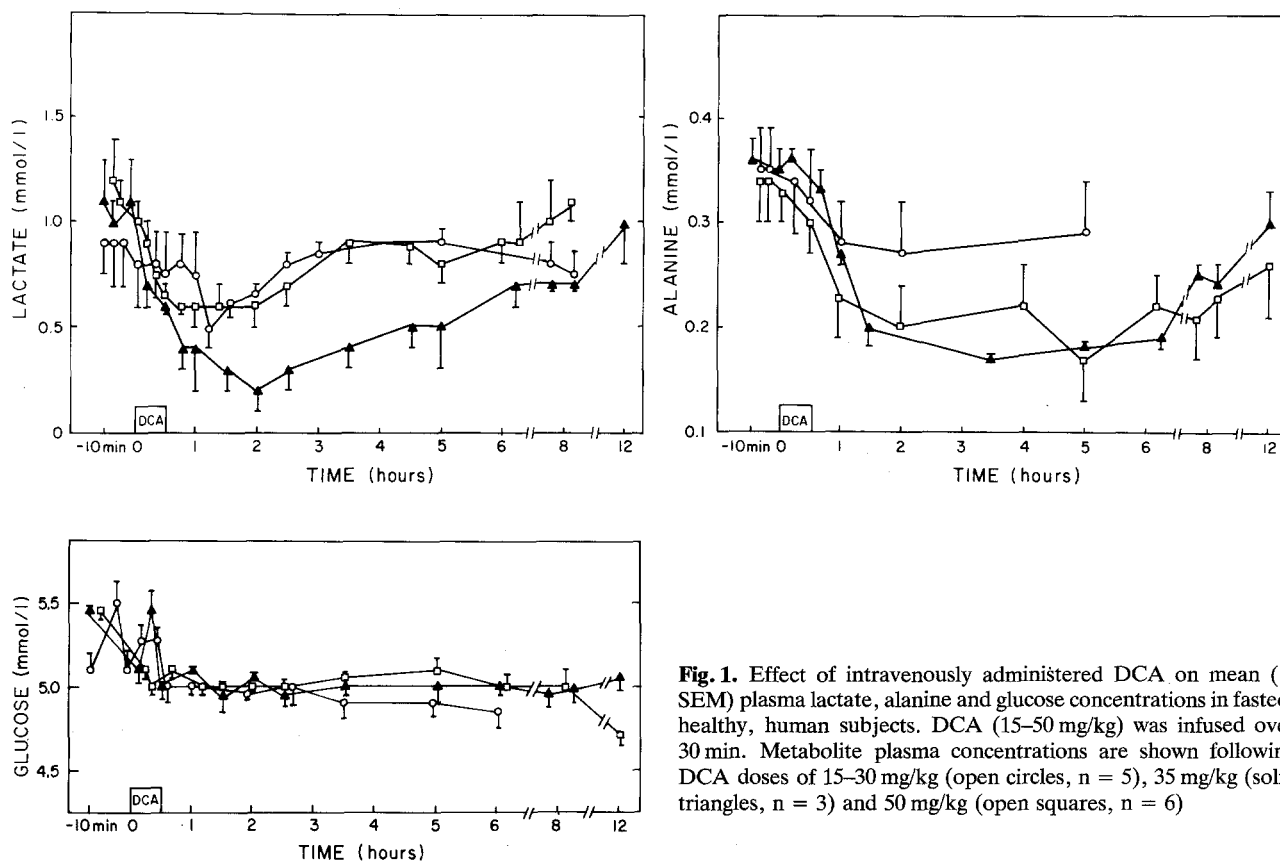 LACTATE (mmol/l)
1.5
1.0
0.5
0
DCA
-10min 0 1 2 3 4 5 6 8 12
TIME (hours)
ALANINE (mmol/l)
0.4
0.3
0.2
0.1
DCA
-10min 0 1 2 3 4 5 6 8 12
TIME (hours)
GLUCOSE (mmol/l)
5.5
5.0
4.5
DCA
-10min 0 1 2 3 4 5 6 8 12
TIME (hours)
Fig. 1. Effect of intravenously administered DCA on mean (
SEM) plasma lactate, alanine and glucose concentrations in faste
healthy, human subjects. DCA (15–50 mg/kg) was infused ove
30 min. Metabolite plasma concentrations are shown followin
DCA doses of 15–30 mg/kg (open circles, n = 5), 35 mg/kg (soli
triangles, n = 3) and 50 mg/kg (open squares, n = 6)